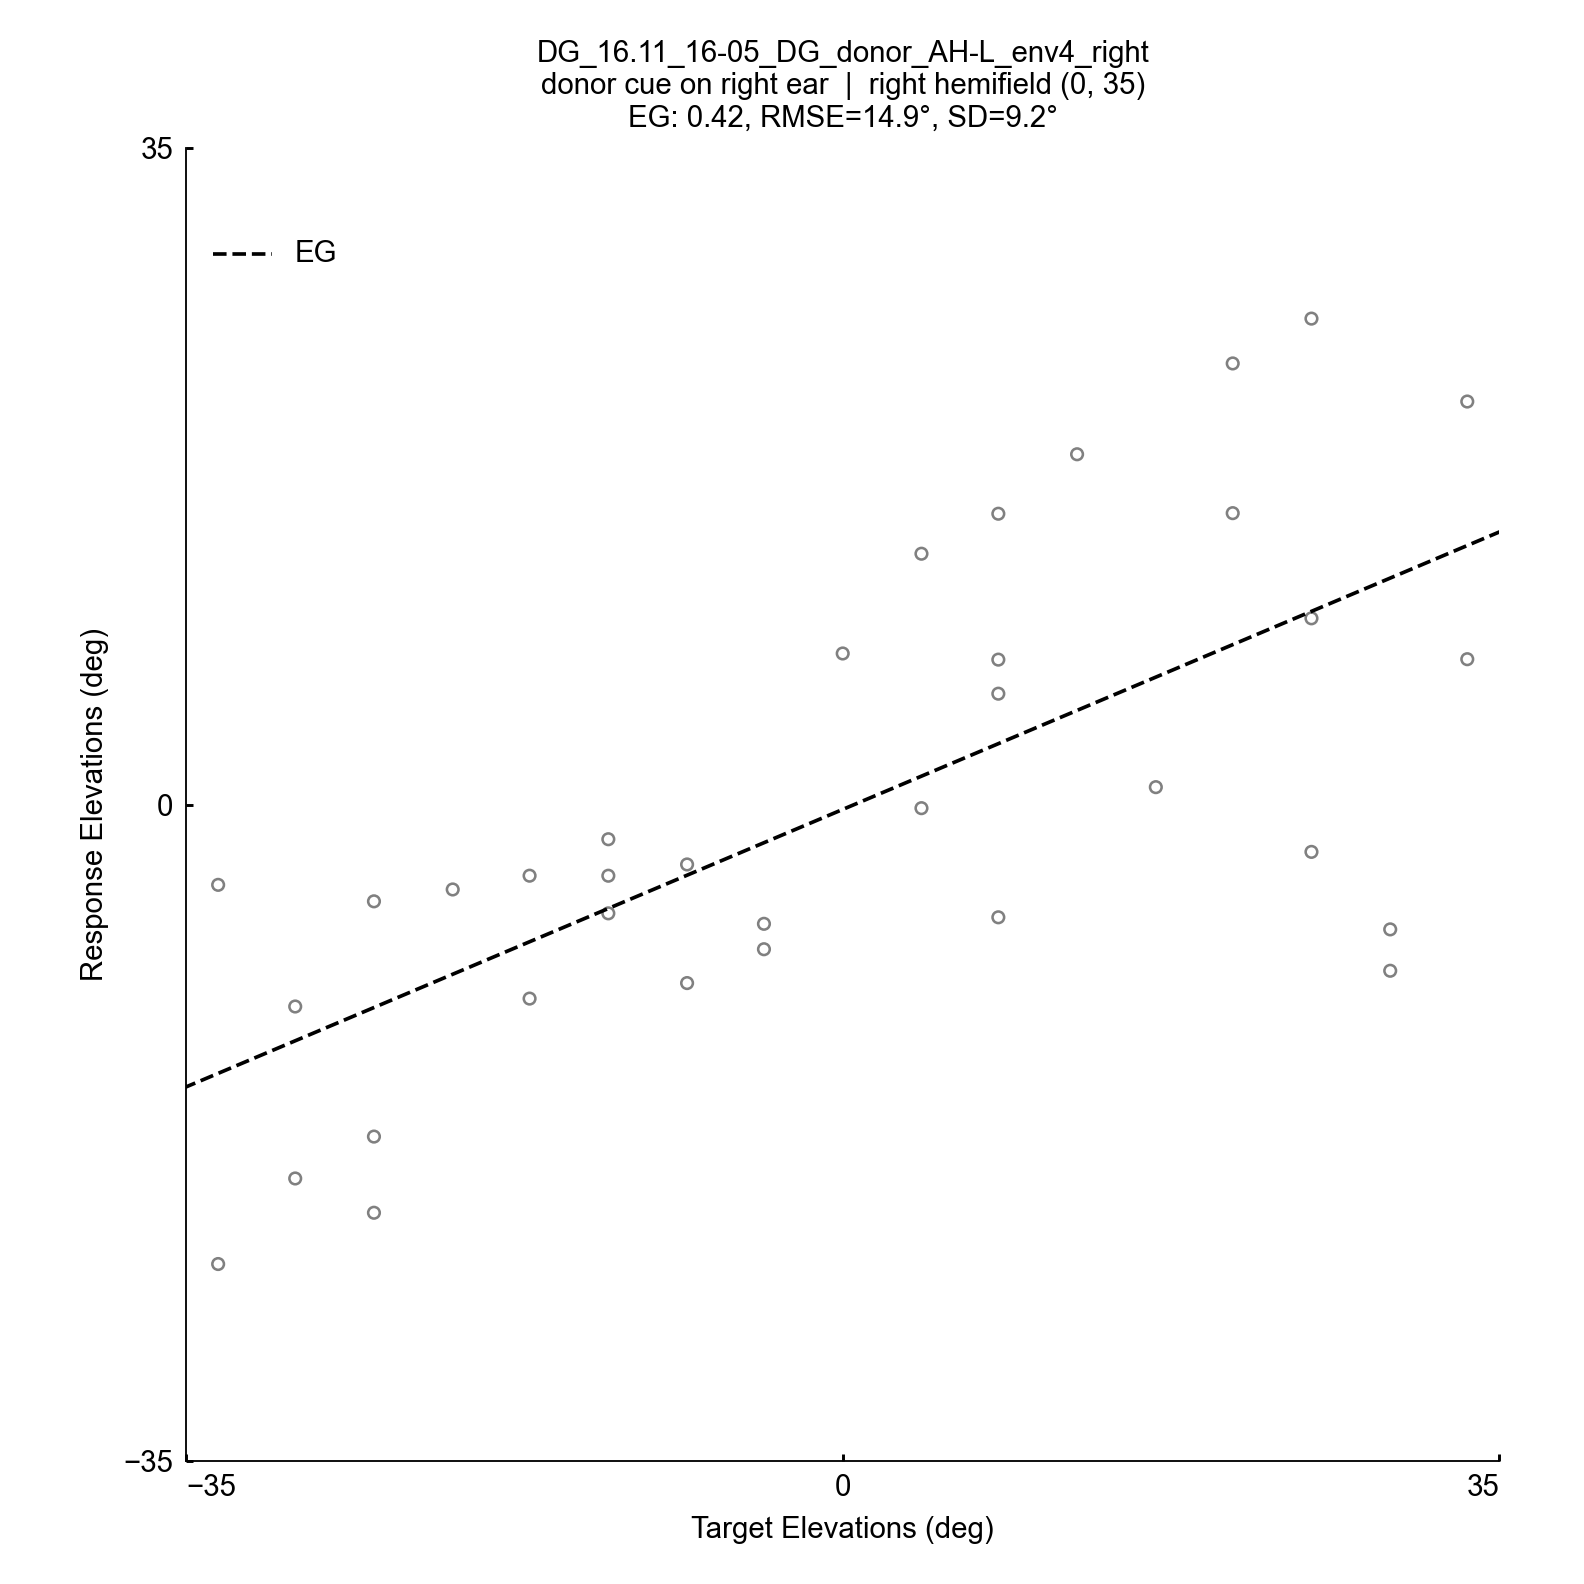 DG_16.11_16-05_DG_donor_AH-L_env4_right
donor cue on right ear | right hemifield (0, 35)
EG: 0.42, RMSE=14.9°, SD=9.2°
35
EG
0
Response Elevations (deg)
−35
−35
0
35
Target Elevations (deg)